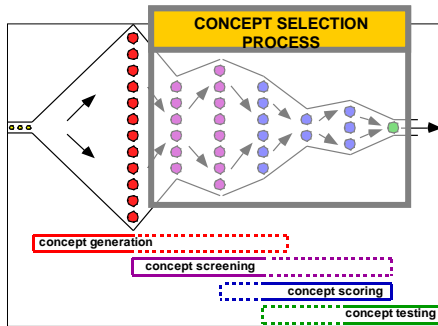 CONCEPT SELECTION
PROCESS
concept generation
concept screening
concept scoring
concept testing